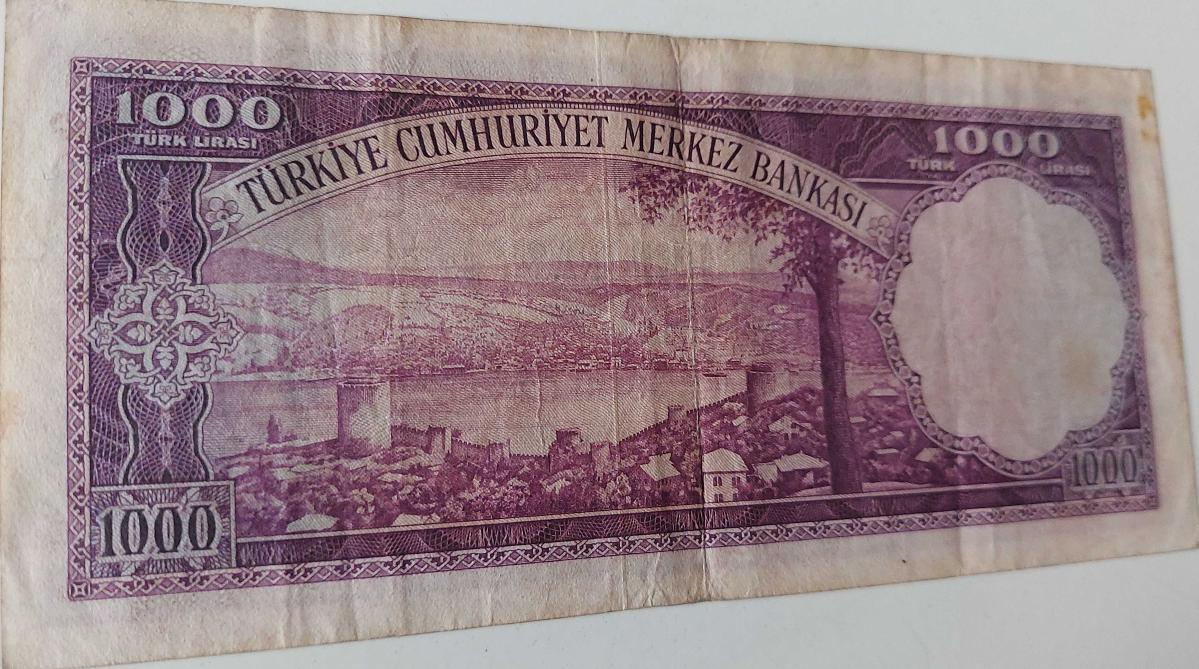 1000
TÜRK LİRASI
TÜRKİYE CUMHURİYET MERKEZ BANKASI
1000
TÜRK LİRASI
1000
1000